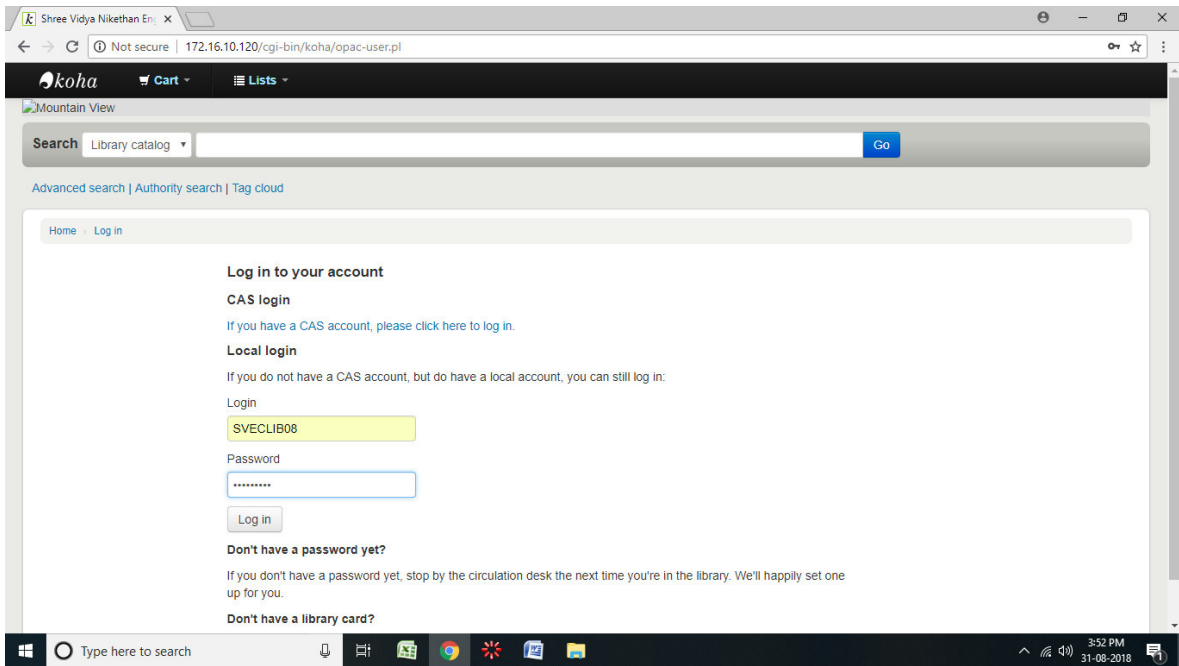 k Shree Vidya Nikethan En
Not secure | 172.16.10.120/cgi-bin/koha/opac-user.pl
koha Cart Lists
Mountain View
Search Library catalog Go
Advanced search | Authority search | Tag cloud
Home › Log in
Log in to your account
CAS login
If you have a CAS account, please click here to log in.
Local login
If you do not have a CAS account, but do have a local account, you can still log in:
Login
SVECLIB08
Password
•••••••••
Log in
Don't have a password yet?
If you don't have a password yet, stop by the circulation desk the next time you're in the library. We'll happily set one
up for you.
Don't have a library card?
Type here to search
3:52 PM
31-08-2018
1